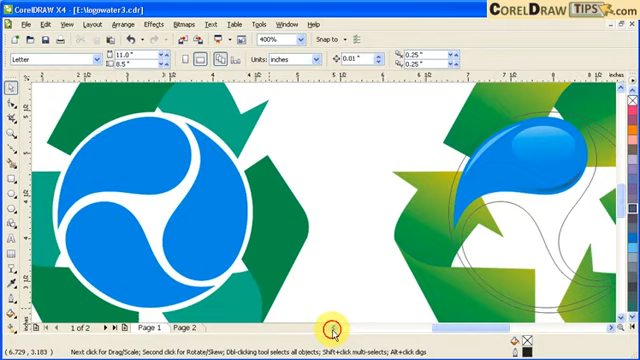 CorelDRAW X4 - [E:\logowater3.cdr]
CORELDRAW TIPS.com
File Edit View Layout Arrange Effects Bitmaps Text Table Tools Window Help
400% Snap to
Letter 11.0 " 8.5 " Units: inches 0.01 " 0.25 " 0.25 "
inches
1 of 2 Page 1 Page 2
(6.729, 3.183) Next click for Drag/Scale; Second click for Rotate/Skew; Dbl-clicking tool selects all objects; Shift+click multi-selects; Alt+click digs